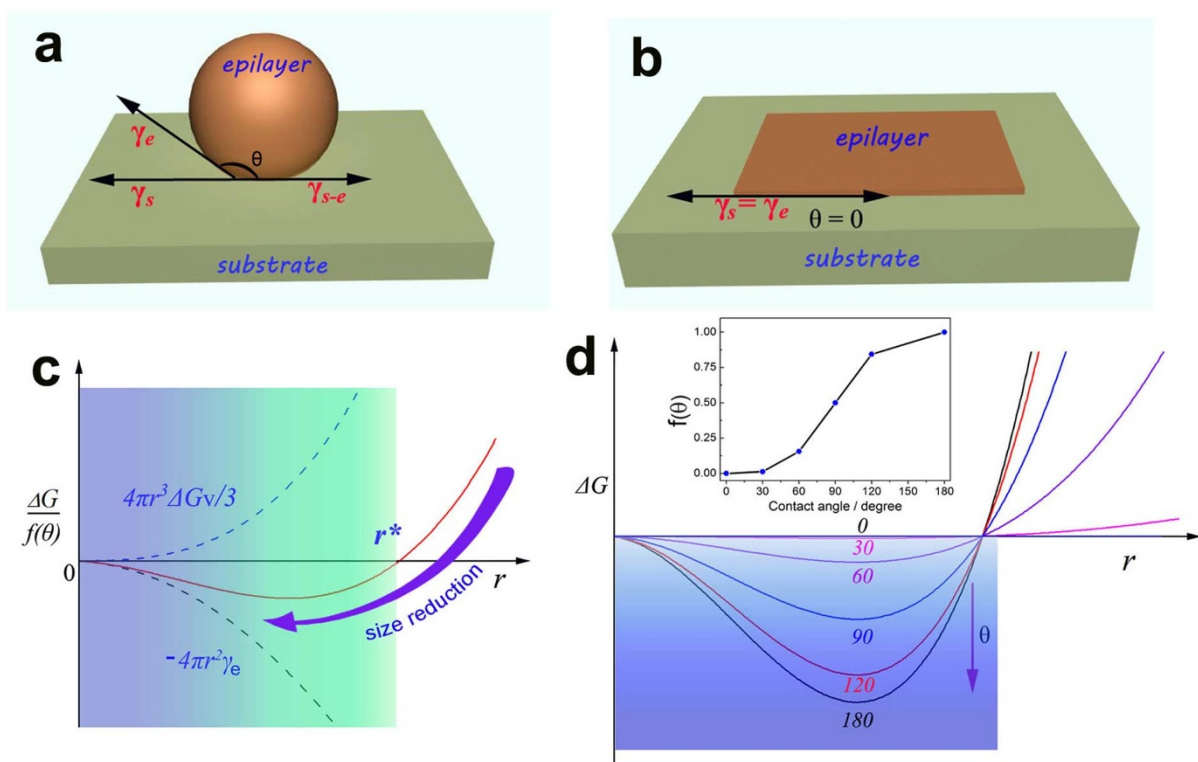 a
epilayer
γe
θ
γs
γs-e
substrate
b
epilayer
γs = γe
θ = 0
substrate
c
ΔG
f(θ)
0
4πr³ΔGv/3
r*
r
size reduction
-4πr²γe
d
f(θ)
1.00
0.75
0.50
0.25
0.00
0 30 60 90 120 150 180
Contact angle / degree
ΔG
0
30
60
90
120
180
r
θ